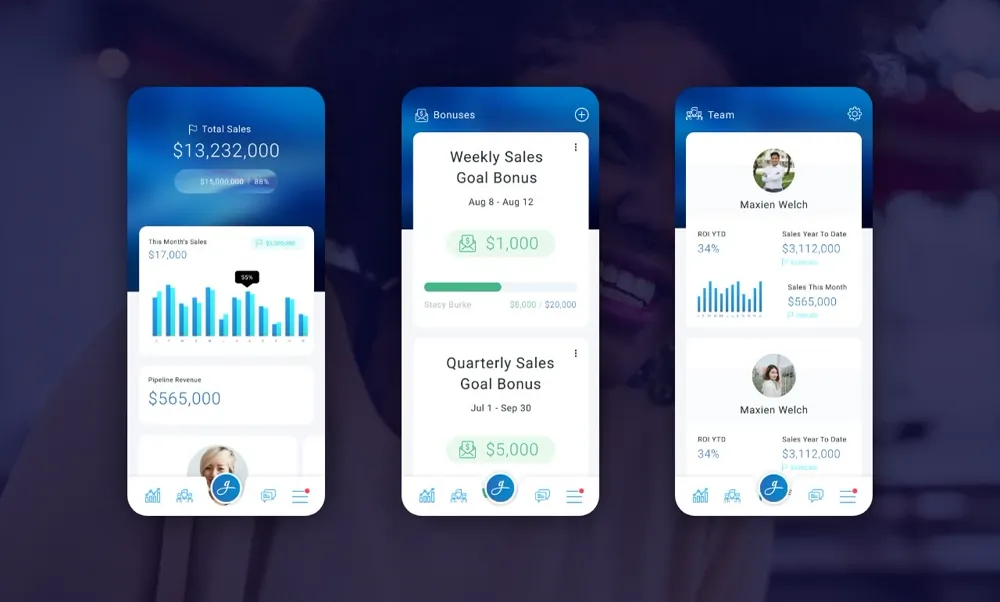 Total Sales
$13,232,000
$15,000,000 / 88%
This Month's Sales
$17,000
55%
Pipeline Revenue
$565,000
Bonuses
Weekly Sales
Goal Bonus
Aug 8 - Aug 12
$1,000
Stacy Burke
$8,000 / $20,000
Quarterly Sales
Goal Bonus
Jul 1 - Sep 30
$5,000
Team
Maxien Welch
ROI YTD
34%
Sales Year To Date
$3,112,000
Sales This Month
$565,000
Maxien Welch
ROI YTD
34%
Sales Year To Date
$3,112,000